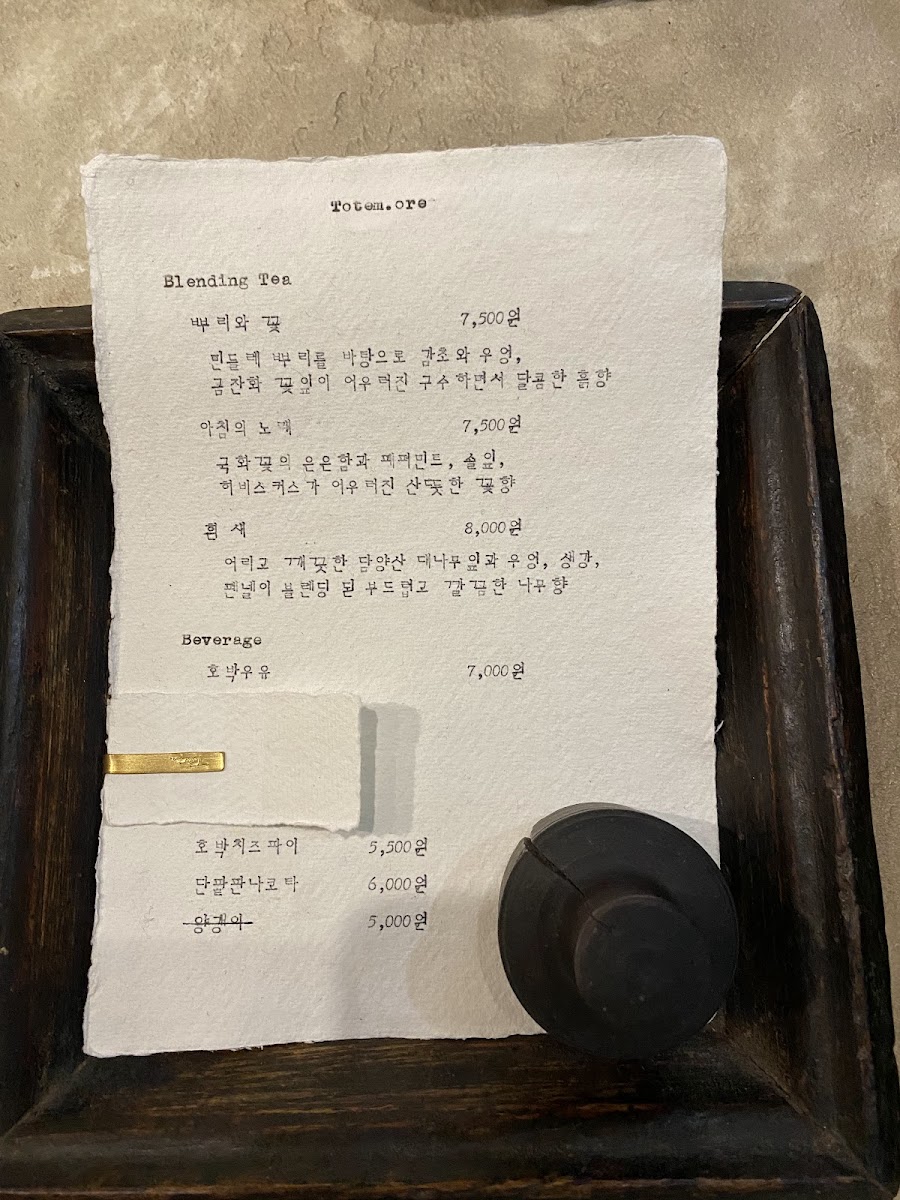 Totem.ore
Blending Tea
뿌리와 꽃 7,500원
민들레 뿌리를 바탕으로 감초와 우엉,
금잔화 꽃잎이 어우러진 구수하면서 달콤한 흙향
아침의 노래 7,500원
국화꽃의 은은함과 페퍼민트, 솔잎,
히비스커스가 어우러진 산뜻한 꽃향
흰 새 8,000원
어리고 깨끗한 담양산 대나무잎과 우엉, 생강,
펜넬이 블렌딩 된 부드럽고 깔끔한 나무향
Beverage
호박우유 7,000원
호박치즈파이 5,500원
단팥판나코타 6,000원
양갱이 5,000원